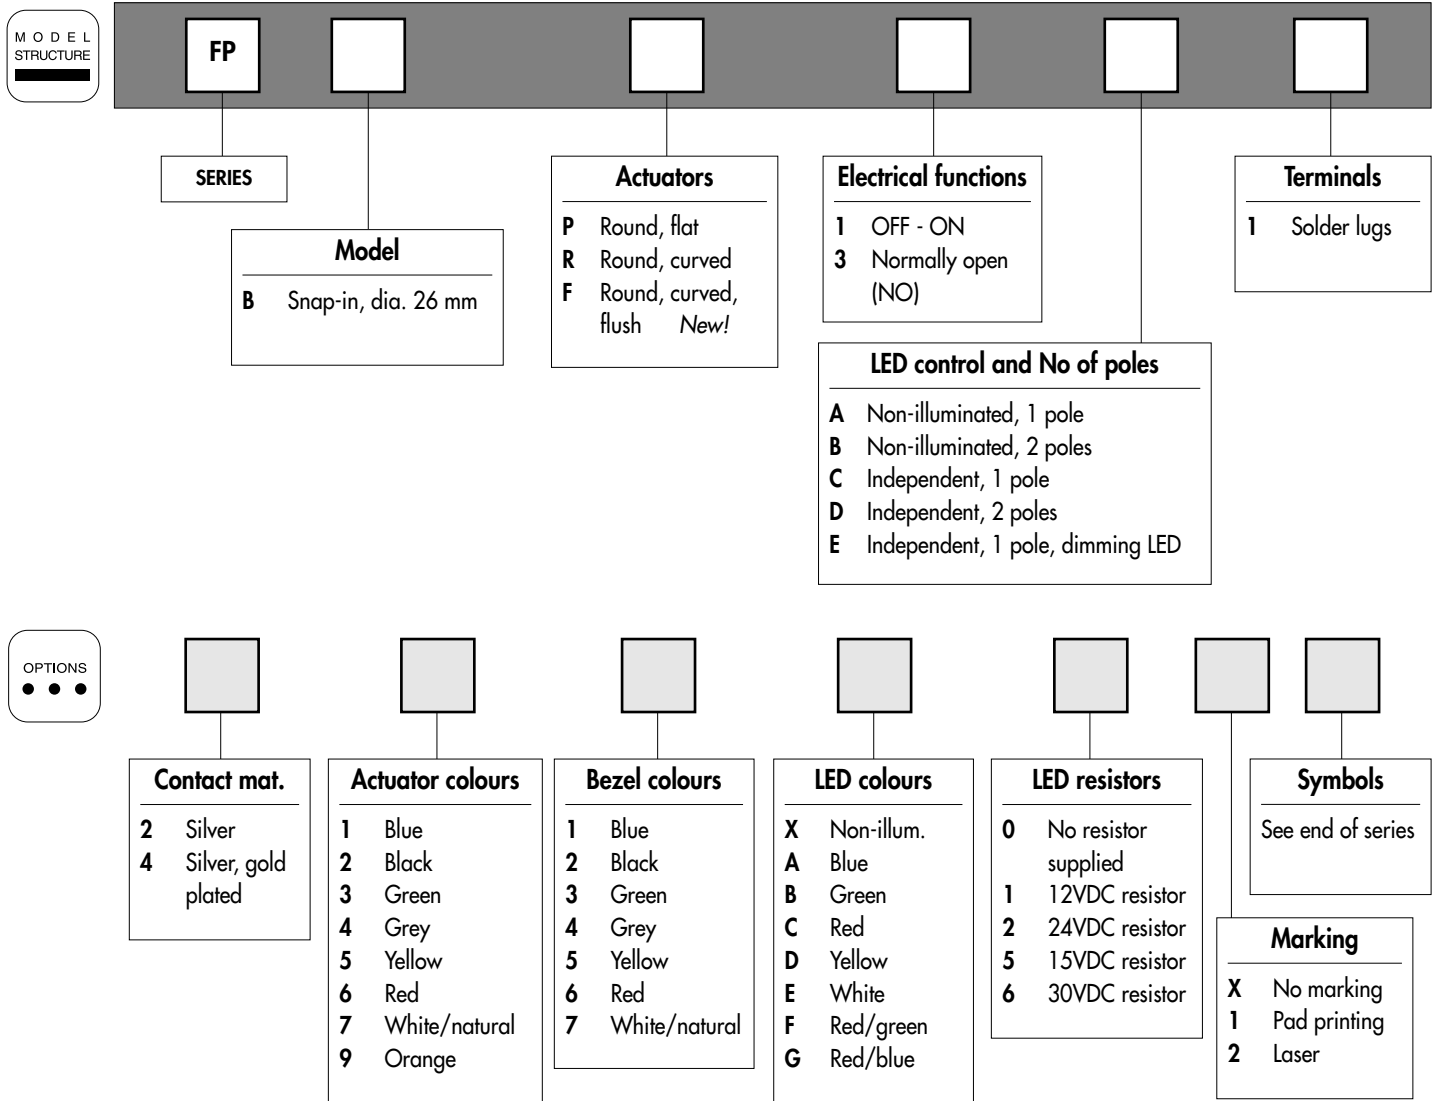 MODEL
STRUCTURE
FP
SERIES
Model
B Snap-in, dia. 26 mm
Actuators
P Round, flat
R Round, curved
F Round, curved,
flush New!
Electrical functions
1 OFF - ON
3 Normally open
(NO)
LED control and No of poles
A Non-illuminated, 1 pole
B Non-illuminated, 2 poles
C Independent, 1 pole
D Independent, 2 poles
E Independent, 1 pole, dimming LED
Terminals
1 Solder lugs
OPTIONS
Contact mat.
2 Silver
4 Silver, gold
plated
Actuator colours
1 Blue
2 Black
3 Green
4 Grey
5 Yellow
6 Red
7 White/natural
9 Orange
Bezel colours
1 Blue
2 Black
3 Green
4 Grey
5 Yellow
6 Red
7 White/natural
LED colours
X Non-illum.
A Blue
B Green
C Red
D Yellow
E White
F Red/green
G Red/blue
LED resistors
0 No resistor
supplied
1 12VDC resistor
2 24VDC resistor
5 15VDC resistor
6 30VDC resistor
Marking
X No marking
1 Pad printing
2 Laser
Symbols
See end of series